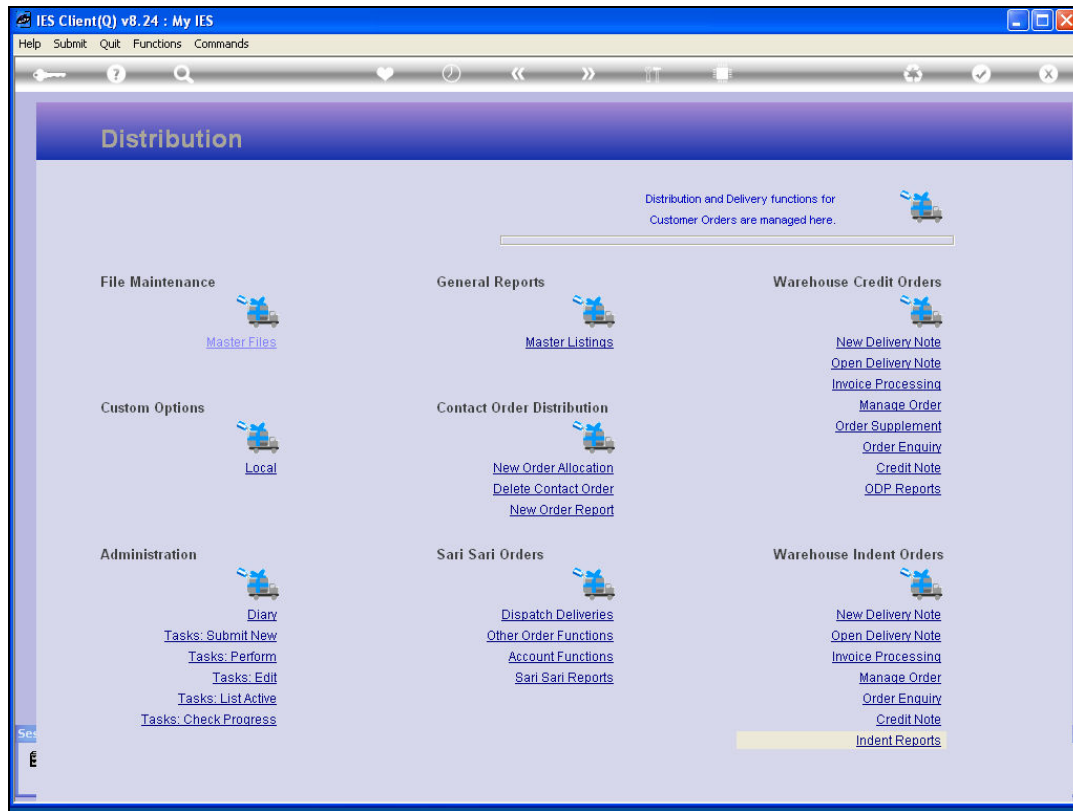 IES Client(Q) v8.24 : My IES
Help Submit Quit Functions Commands
Distribution
Distribution and Delivery functions for
Customer Orders are managed here.
File Maintenance
Master Files
General Reports
Master Listings
Warehouse Credit Orders
New Delivery Note
Open Delivery Note
Invoice Processing
Manage Order
Order Supplement
Order Enquiry
Credit Note
ODP Reports
Custom Options
Local
Contact Order Distribution
New Order Allocation
Delete Contact Order
New Order Report
Administration
Diary
Tasks: Submit New
Tasks: Perform
Tasks: Edit
Tasks: List Active
Tasks: Check Progress
Sari Sari Orders
Dispatch Deliveries
Other Order Functions
Account Functions
Sari Sari Reports
Warehouse Indent Orders
New Delivery Note
Open Delivery Note
Invoice Processing
Manage Order
Order Enquiry
Credit Note
Indent Reports